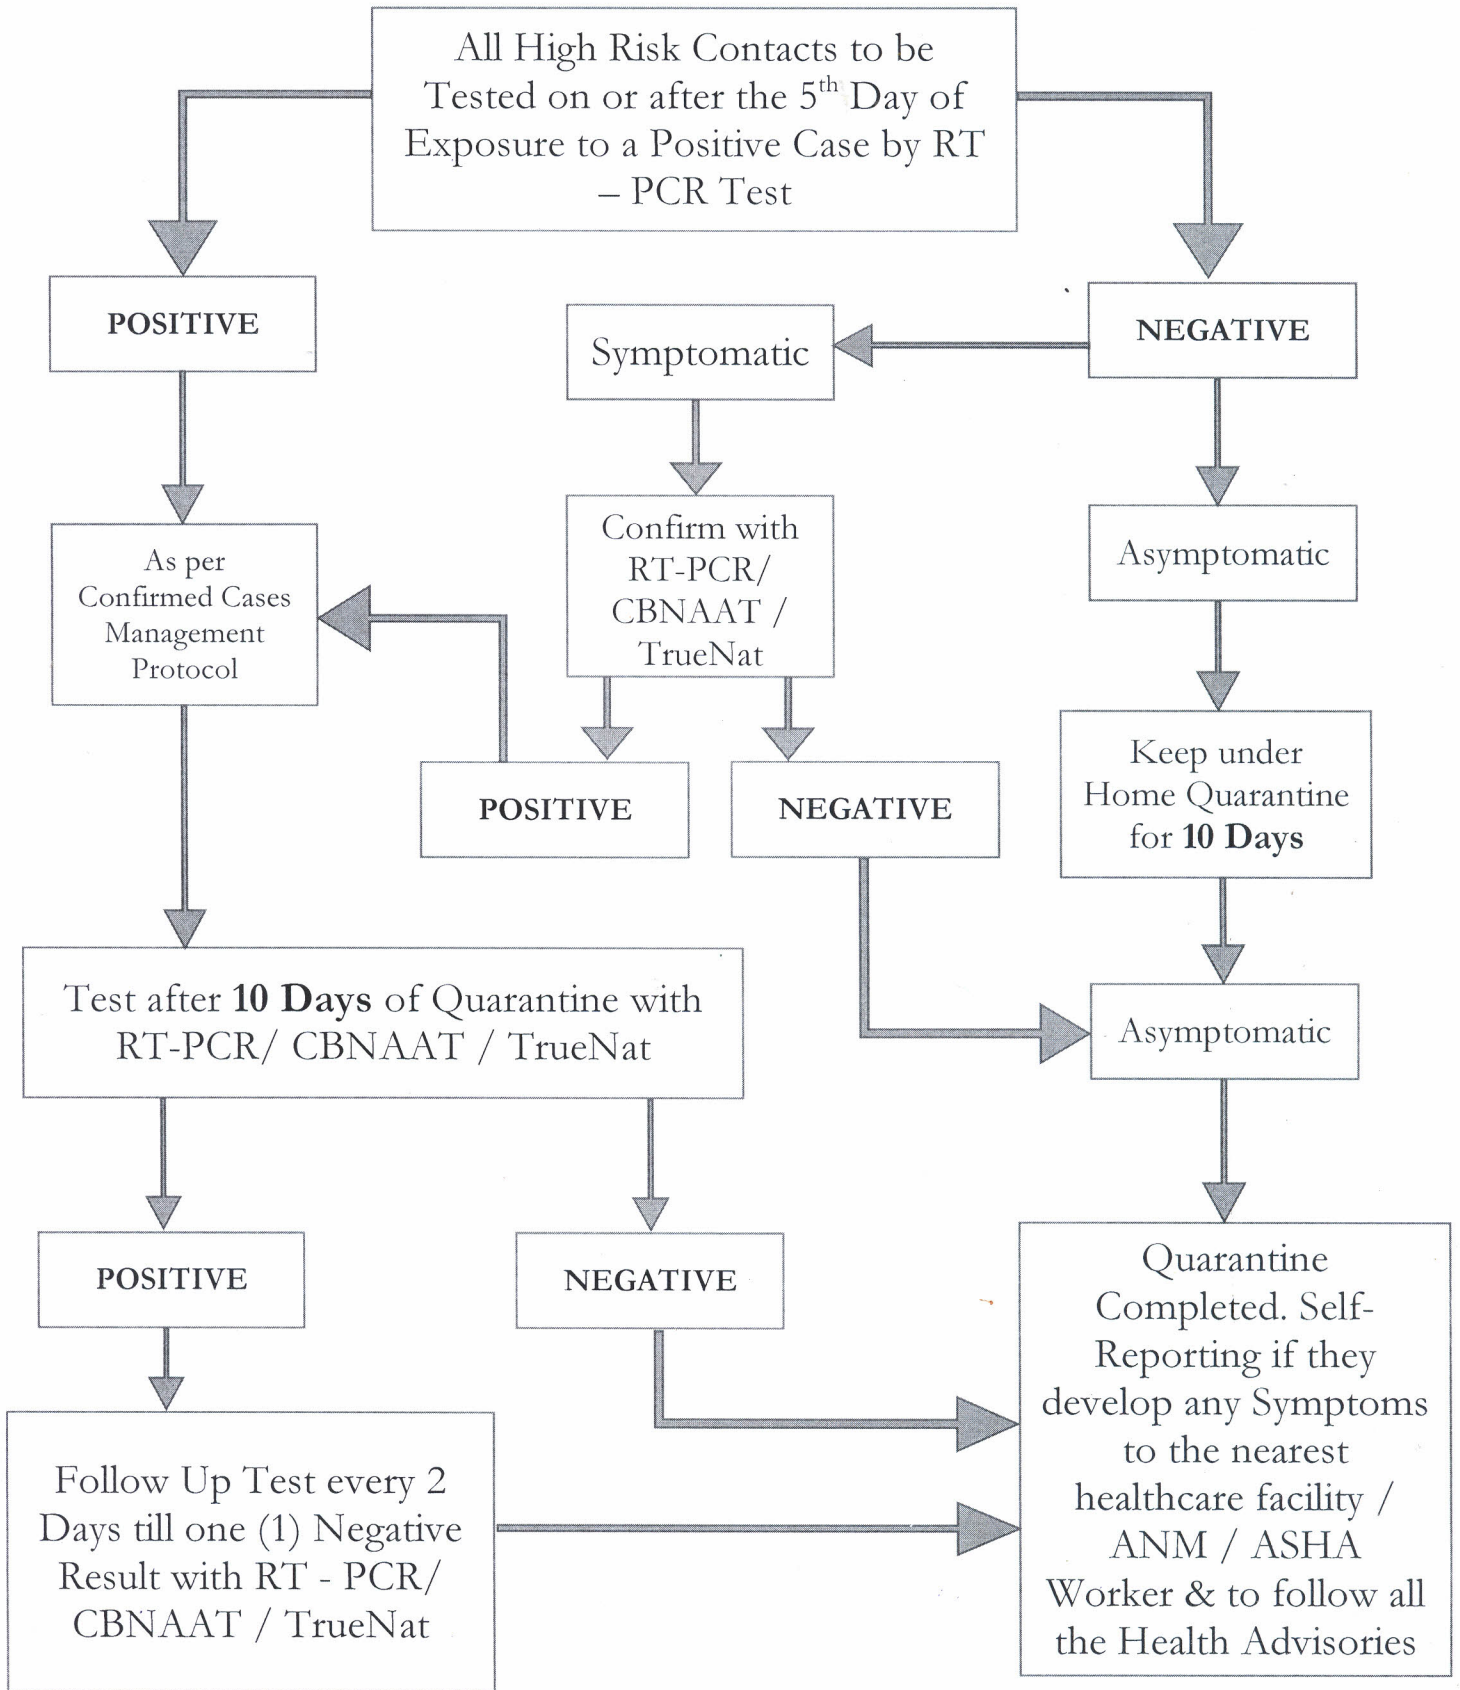 All High Risk Contacts to be
Tested on or after the 5th Day of
Exposure to a Positive Case by RT
– PCR Test
POSITIVE
Symptomatic
NEGATIVE
As per
Confirmed Cases
Management
Protocol
Confirm with
RT-PCR/
CBNAAT /
TrueNat
Asymptomatic
POSITIVE
NEGATIVE
Keep under
Home Quarantine
for 10 Days
Test after 10 Days of Quarantine with
RT-PCR/ CBNAAT / TrueNat
Asymptomatic
POSITIVE
NEGATIVE
Follow Up Test every 2
Days till one (1) Negative
Result with RT - PCR/
CBNAAT / TrueNat
Quarantine
Completed. Self-
Reporting if they
develop any Symptoms
to the nearest
healthcare facility /
ANM / ASHA
Worker & to follow all
the Health Advisories